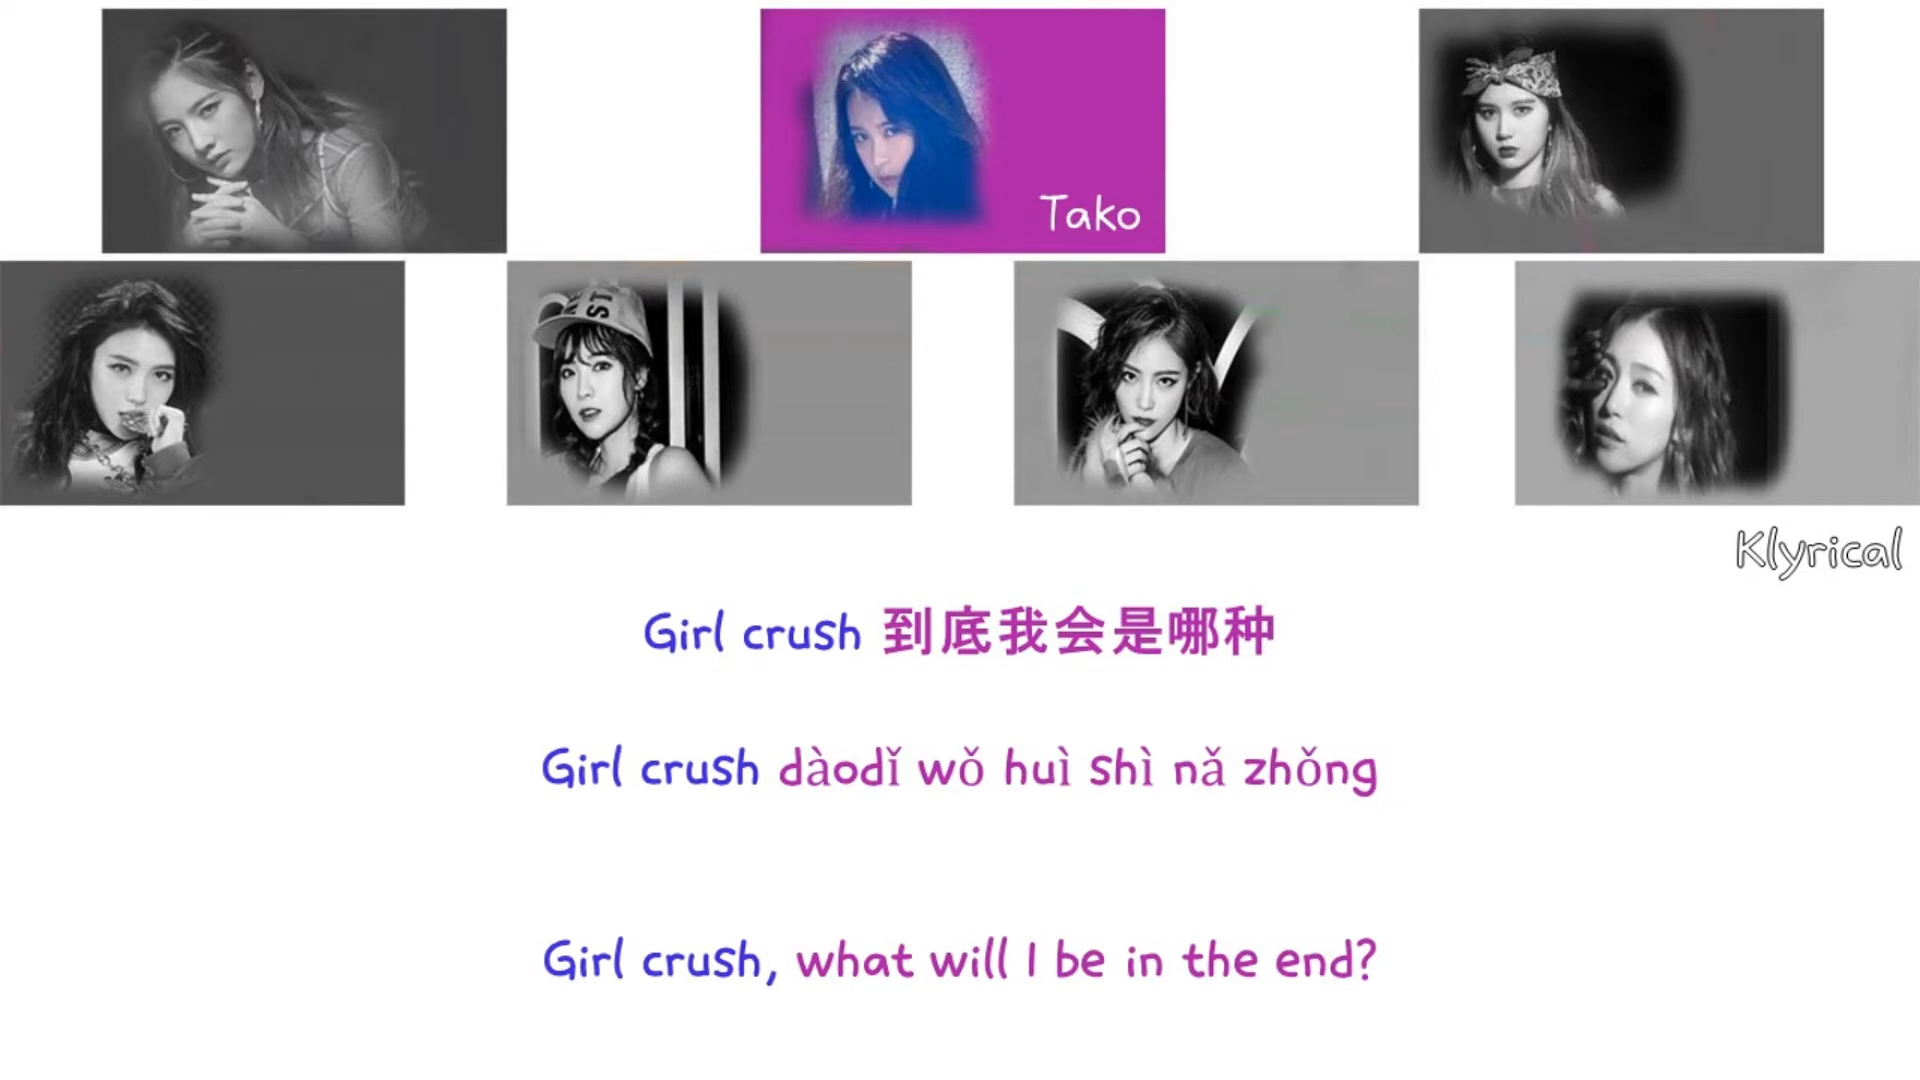 Tako
Klyrical
Girl crush 到底我会是哪种
Girl crush dàodǐ wǒ huì shì nǎ zhǒng
Girl crush, what will I be in the end?